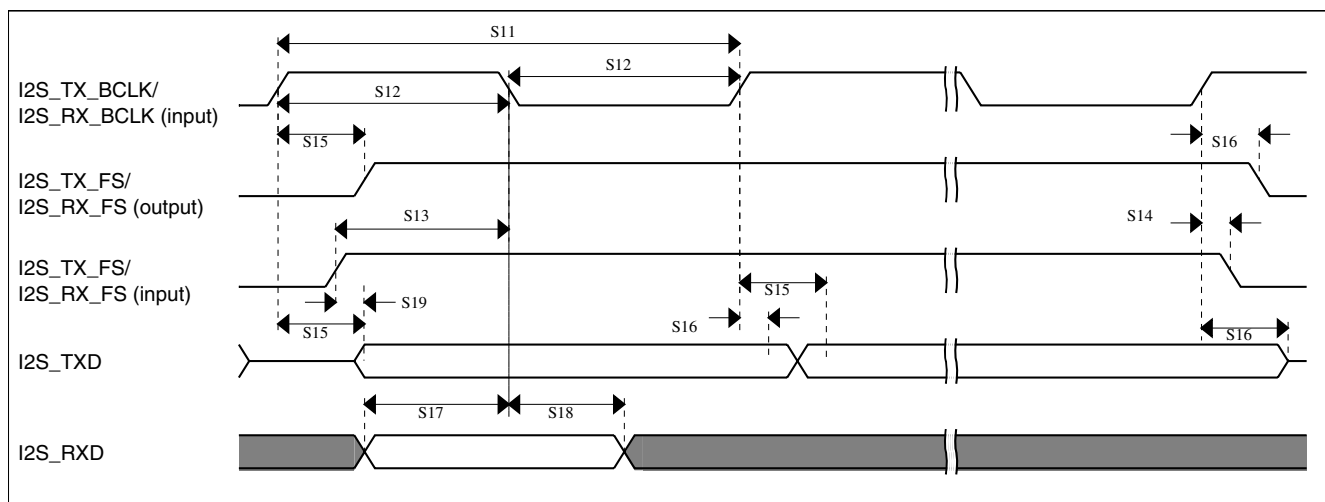 S11
I2S_TX_BCLK/
I2S_RX_BCLK (input)
S12
S12
S15
S16
I2S_TX_FS/
I2S_RX_FS (output)
S13
S14
I2S_TX_FS/
I2S_RX_FS (input)
S19
S15
S15
S16
S16
I2S_TXD
S17
S18
I2S_RXD